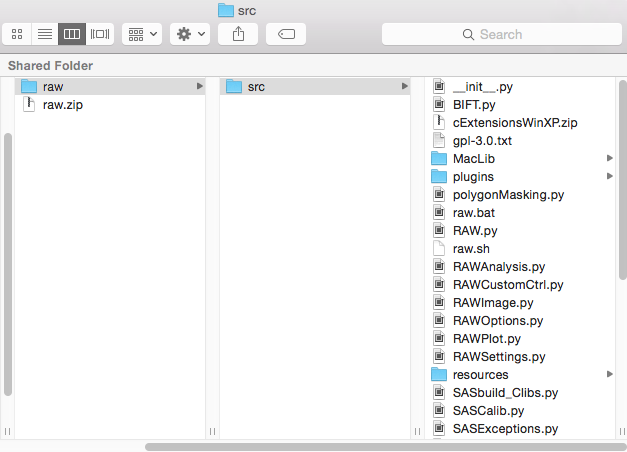 src
Search
Shared Folder
raw
raw.zip
src
__init__.py
BIFT.py
cExtensionsWinXP.zip
gpl-3.0.txt
MacLib
plugins
polygonMasking.py
raw.bat
RAW.py
raw.sh
RAWAnalysis.py
RAWCustomCtrl.py
RAWImage.py
RAWOptions.py
RAWPlot.py
RAWSettings.py
resources
SASbuild_Clibs.py
SASCalib.py
SASExceptions.py